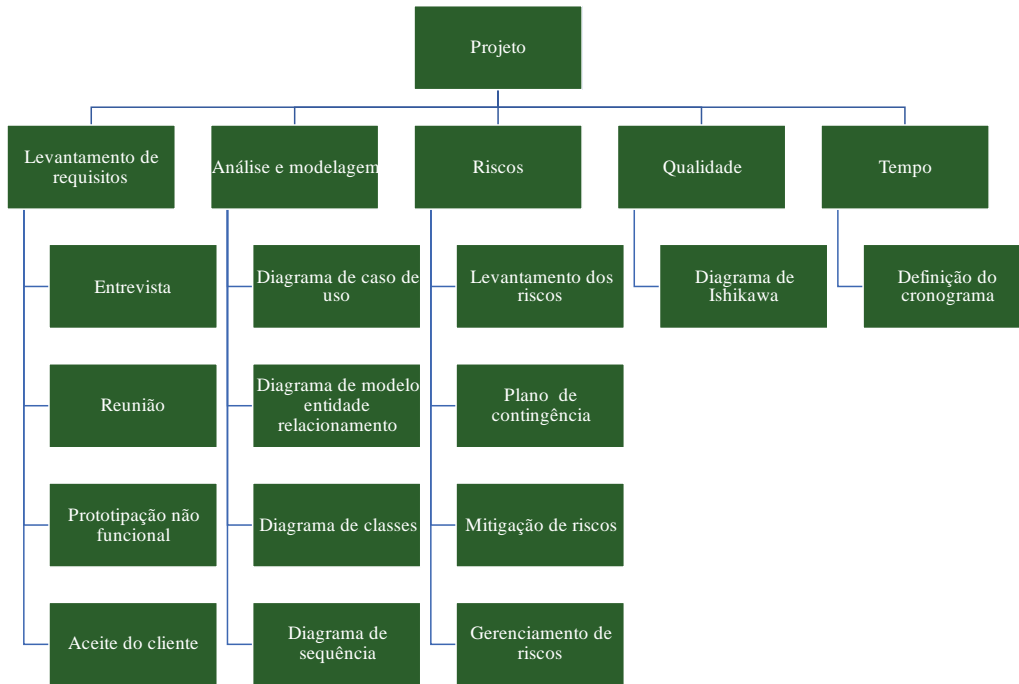 Projeto
Levantamento de
requisitos
Análise e modelagem
Riscos
Qualidade
Tempo
Entrevista
Reunião
Prototipação não
funcional
Aceite do cliente
Diagrama de caso de
uso
Diagrama de modelo
entidade
relacionamento
Diagrama de classes
Diagrama de
sequência
Levantamento dos
riscos
Plano de
contingência
Mitigação de riscos
Gerenciamento de
riscos
Diagrama de
Ishikawa
Definição do
cronograma